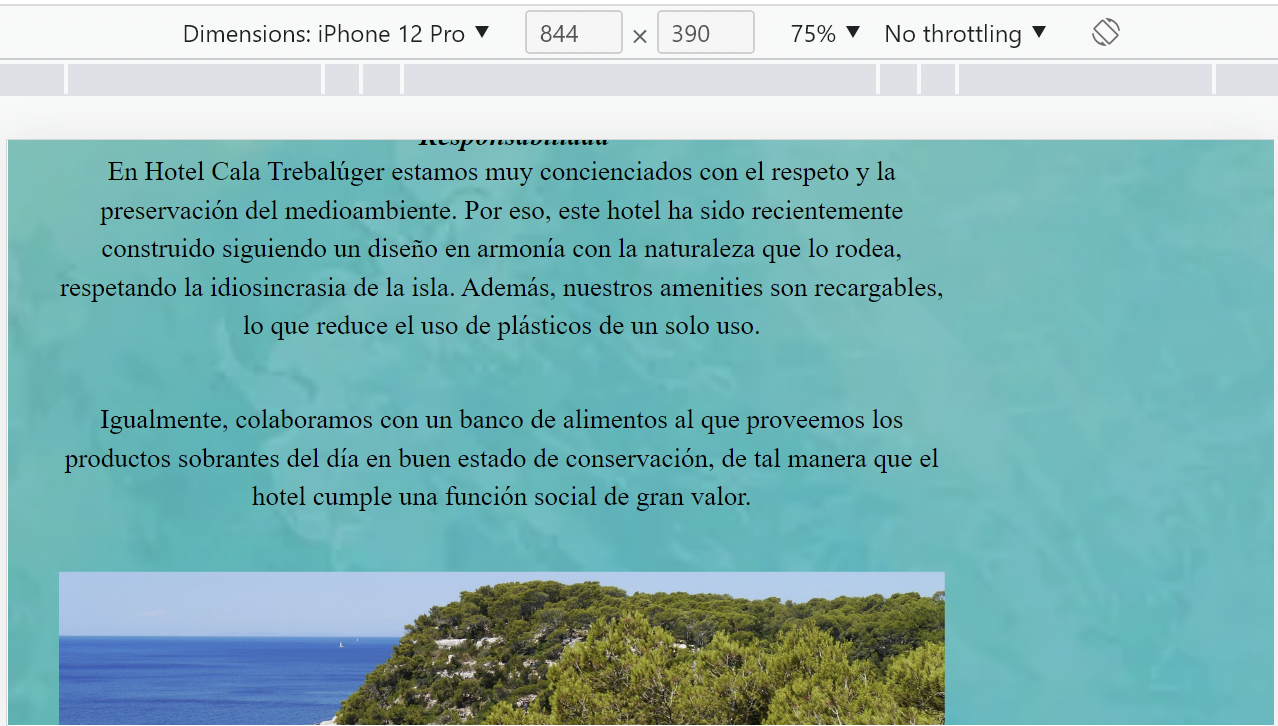 Dimensions: iPhone 12 Pro ▼ 844 × 390 75% ▼ No throttling ▼
Responsabilidad
En Hotel Cala Trebalúger estamos muy concienciados con el respeto y la
preservación del medioambiente. Por eso, este hotel ha sido recientemente
construido siguiendo un diseño en armonía con la naturaleza que lo rodea,
respetando la idiosincrasia de la isla. Además, nuestros amenities son recargables,
lo que reduce el uso de plásticos de un solo uso.
Igualmente, colaboramos con un banco de alimentos al que proveemos los
productos sobrantes del día en buen estado de conservación, de tal manera que el
hotel cumple una función social de gran valor.